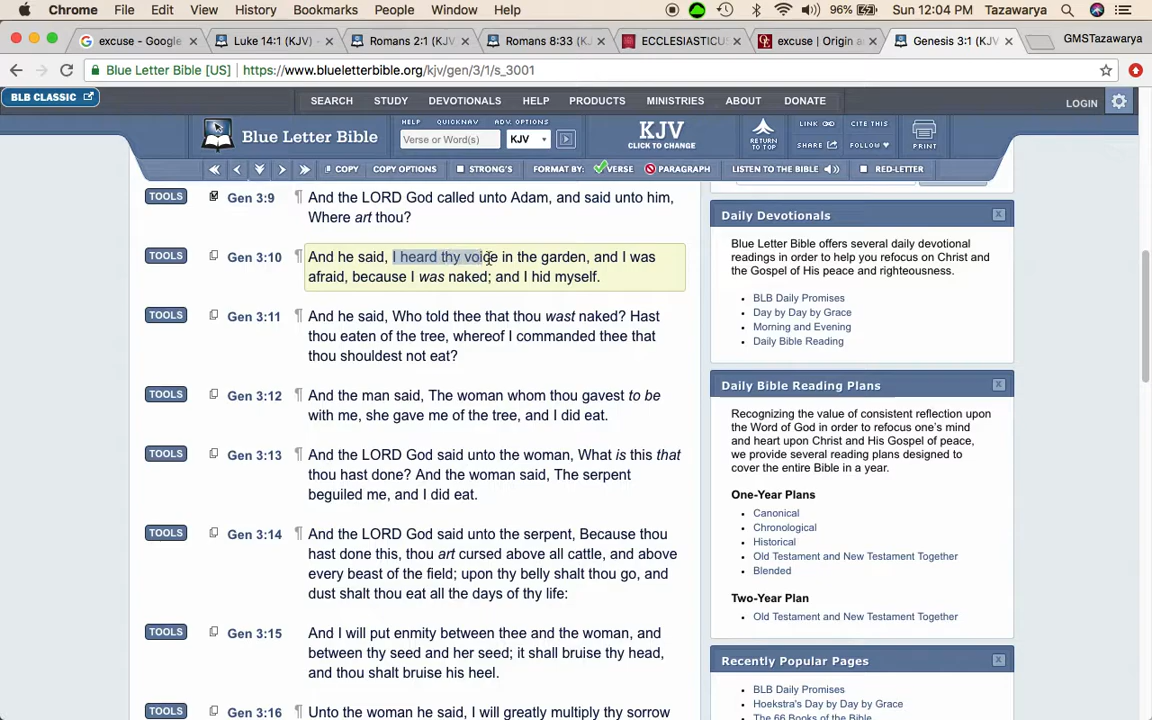 Chrome File Edit View History Bookmarks People Window Help 96% Sun 12:04 PM Tazawarya
excuse - Google Luke 14:1 (KJV) Romans 2:1 (KJV) Romans 8:33 (KJV) ECCLESIASTICU excuse | Origin a Genesis 3:1 (KJV GMSTazawarya
Blue Letter Bible [US] https://www.blueletterbible.org/kjv/gen/3/1/s_3001
BLB CLASSIC SEARCH STUDY DEVOTIONALS HELP PRODUCTS MINISTRIES ABOUT DONATE LOGIN
HELP QUICKNAV ADV. OPTIONS
Blue Letter Bible Verse or Word(s) KJV
KJV
CLICK TO CHANGE
RETURN
TO TOP
LINK CITE THIS
SHARE FOLLOW PRINT
COPY COPY OPTIONS STRONG'S FORMAT BY: VERSE PARAGRAPH LISTEN TO THE BIBLE RED-LETTER
TOOLS Gen 3:9 ¶ And the LORD God called unto Adam, and said unto him,
Where art thou?
TOOLS Gen 3:10 ¶ And he said, I heard thy voice in the garden, and I was
afraid, because I was naked; and I hid myself.
TOOLS Gen 3:11 ¶ And he said, Who told thee that thou wast naked? Hast
thou eaten of the tree, whereof I commanded thee that
thou shouldest not eat?
TOOLS Gen 3:12 ¶ And the man said, The woman whom thou gavest to be
with me, she gave me of the tree, and I did eat.
TOOLS Gen 3:13 ¶ And the LORD God said unto the woman, What is this that
thou hast done? And the woman said, The serpent
beguiled me, and I did eat.
TOOLS Gen 3:14 ¶ And the LORD God said unto the serpent, Because thou
hast done this, thou art cursed above all cattle, and above
every beast of the field; upon thy belly shalt thou go, and
dust shalt thou eat all the days of thy life:
TOOLS Gen 3:15 ¶ And I will put enmity between thee and the woman, and
between thy seed and her seed; it shall bruise thy head,
and thou shalt bruise his heel.
TOOLS Gen 3:16 ¶ Unto the woman he said, I will greatly multiply thy sorrow
Daily Devotionals
Blue Letter Bible offers several daily devotional
readings in order to help you refocus on Christ and
the Gospel of His peace and righteousness.
• BLB Daily Promises
• Day by Day by Grace
• Morning and Evening
• Daily Bible Reading
Daily Bible Reading Plans
Recognizing the value of consistent reflection upon
the Word of God in order to refocus one's mind
and heart upon Christ and His Gospel of peace,
we provide several reading plans designed to
cover the entire Bible in a year.
One-Year Plans
• Canonical
• Chronological
• Historical
• Old Testament and New Testament Together
• Blended
Two-Year Plan
• Old Testament and New Testament Together
Recently Popular Pages
• BLB Daily Promises
• Hoekstra's Day by Day by Grace
• The 66 Books of the Bible